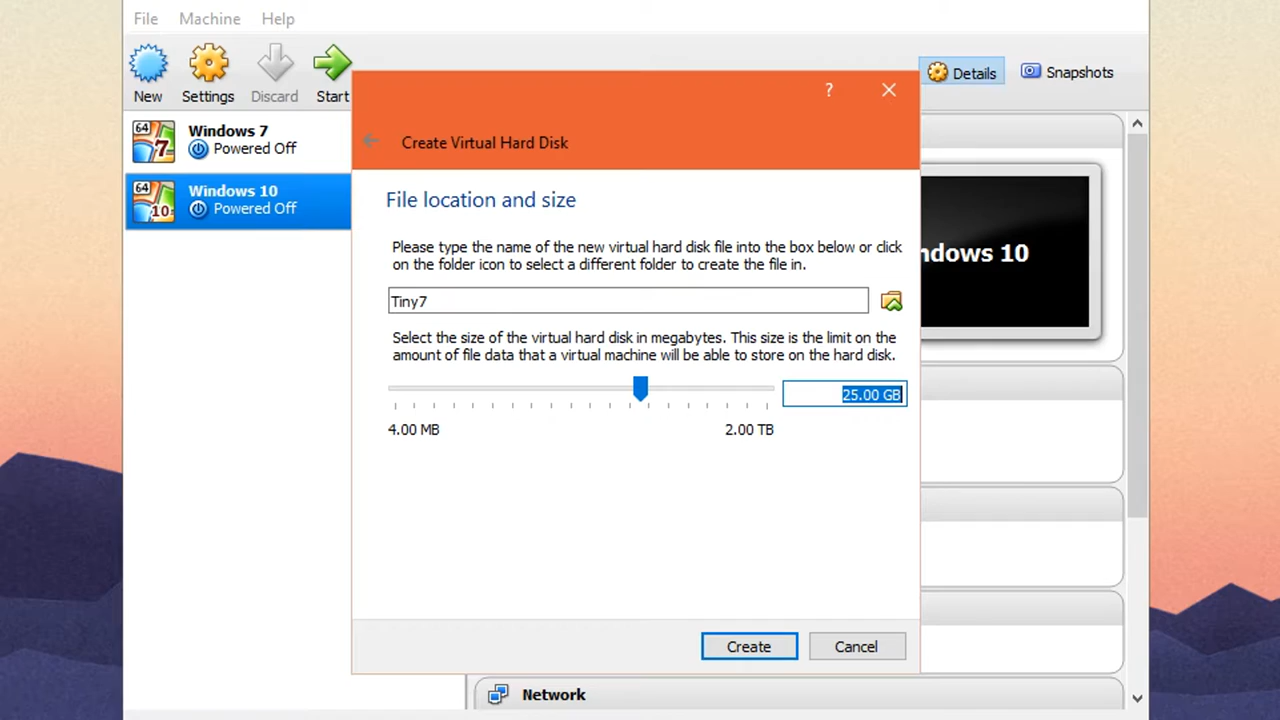 File Machine Help
New Settings Discard Start
Details Snapshots
64 7 Windows 7
Powered Off
64 10 Windows 10
Powered Off
?
Create Virtual Hard Disk
File location and size
Please type the name of the new virtual hard disk file into the box below or click
on the folder icon to select a different folder to create the file in.
Tiny7
Select the size of the virtual hard disk in megabytes. This size is the limit on the
amount of file data that a virtual machine will be able to store on the hard disk.
25.00 GB
4.00 MB 2.00 TB
ndows 10
Create Cancel
Network